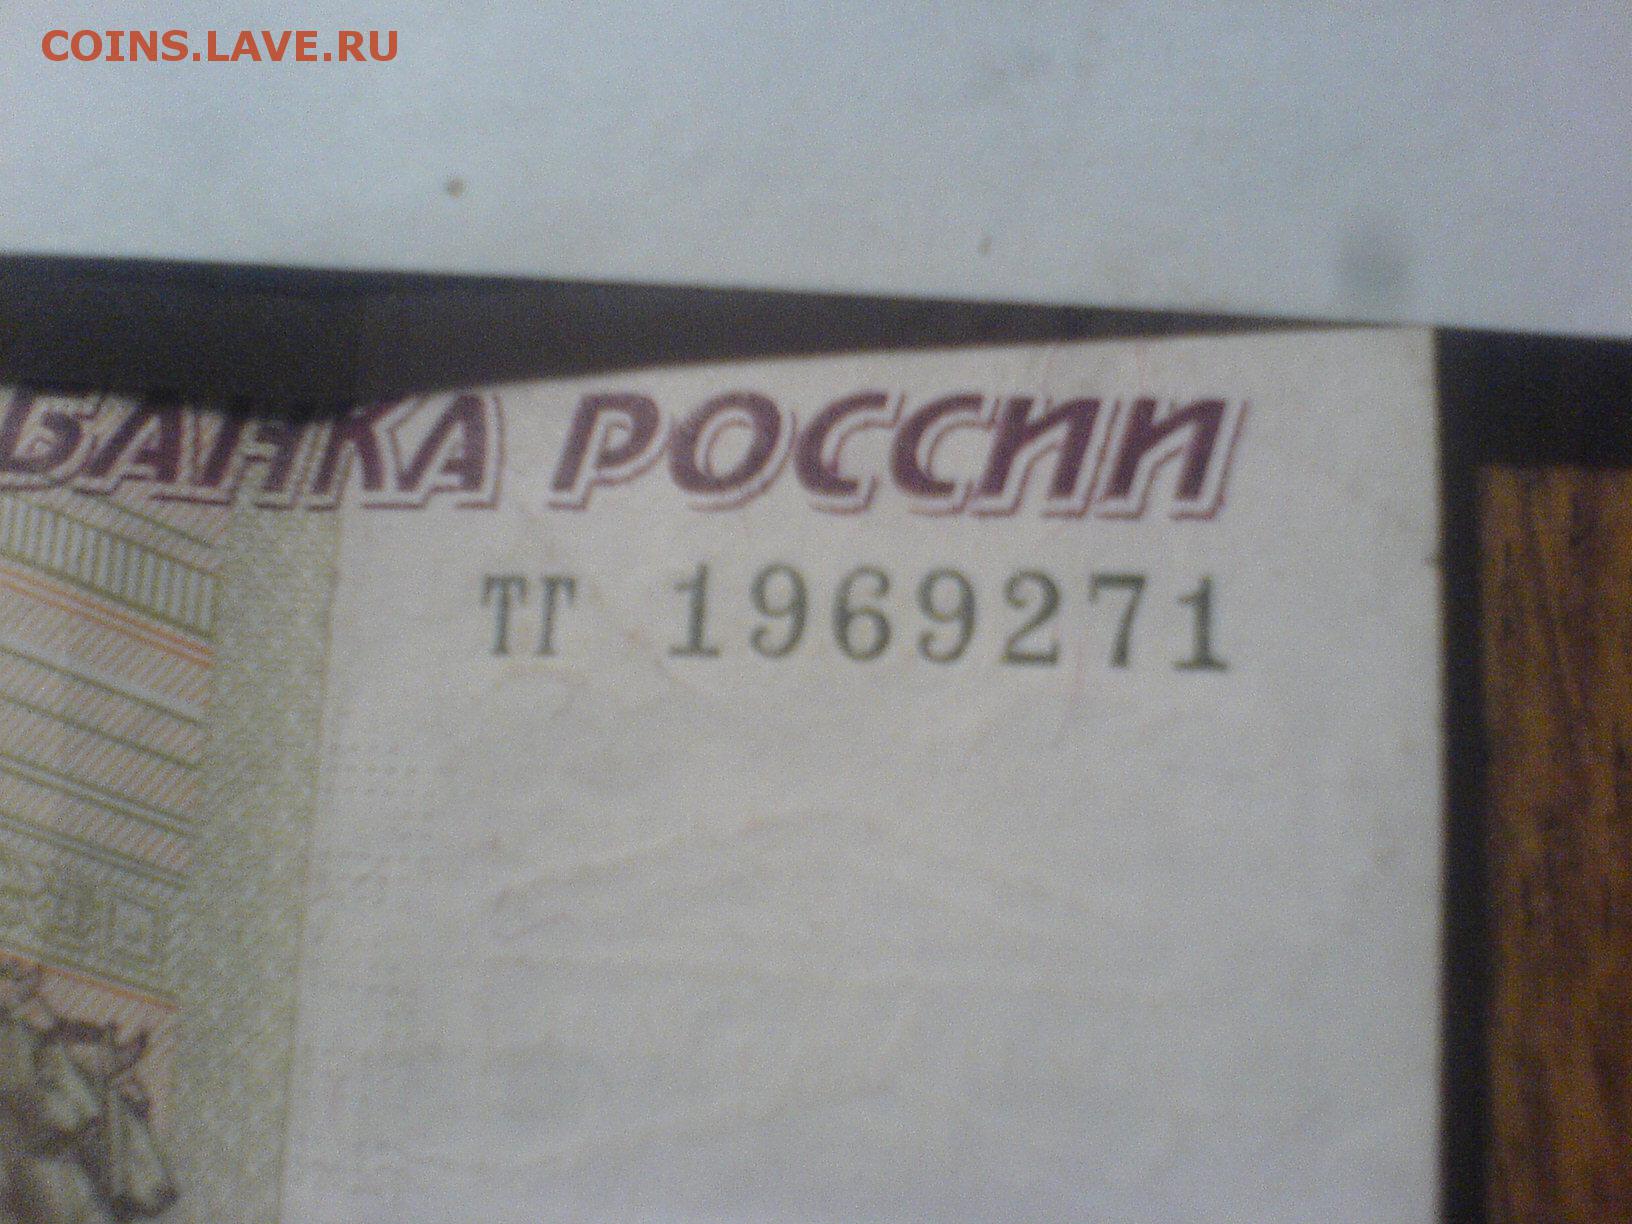 COINS.LAVE.RU
БАНКА РОССИИ
тг 1969271